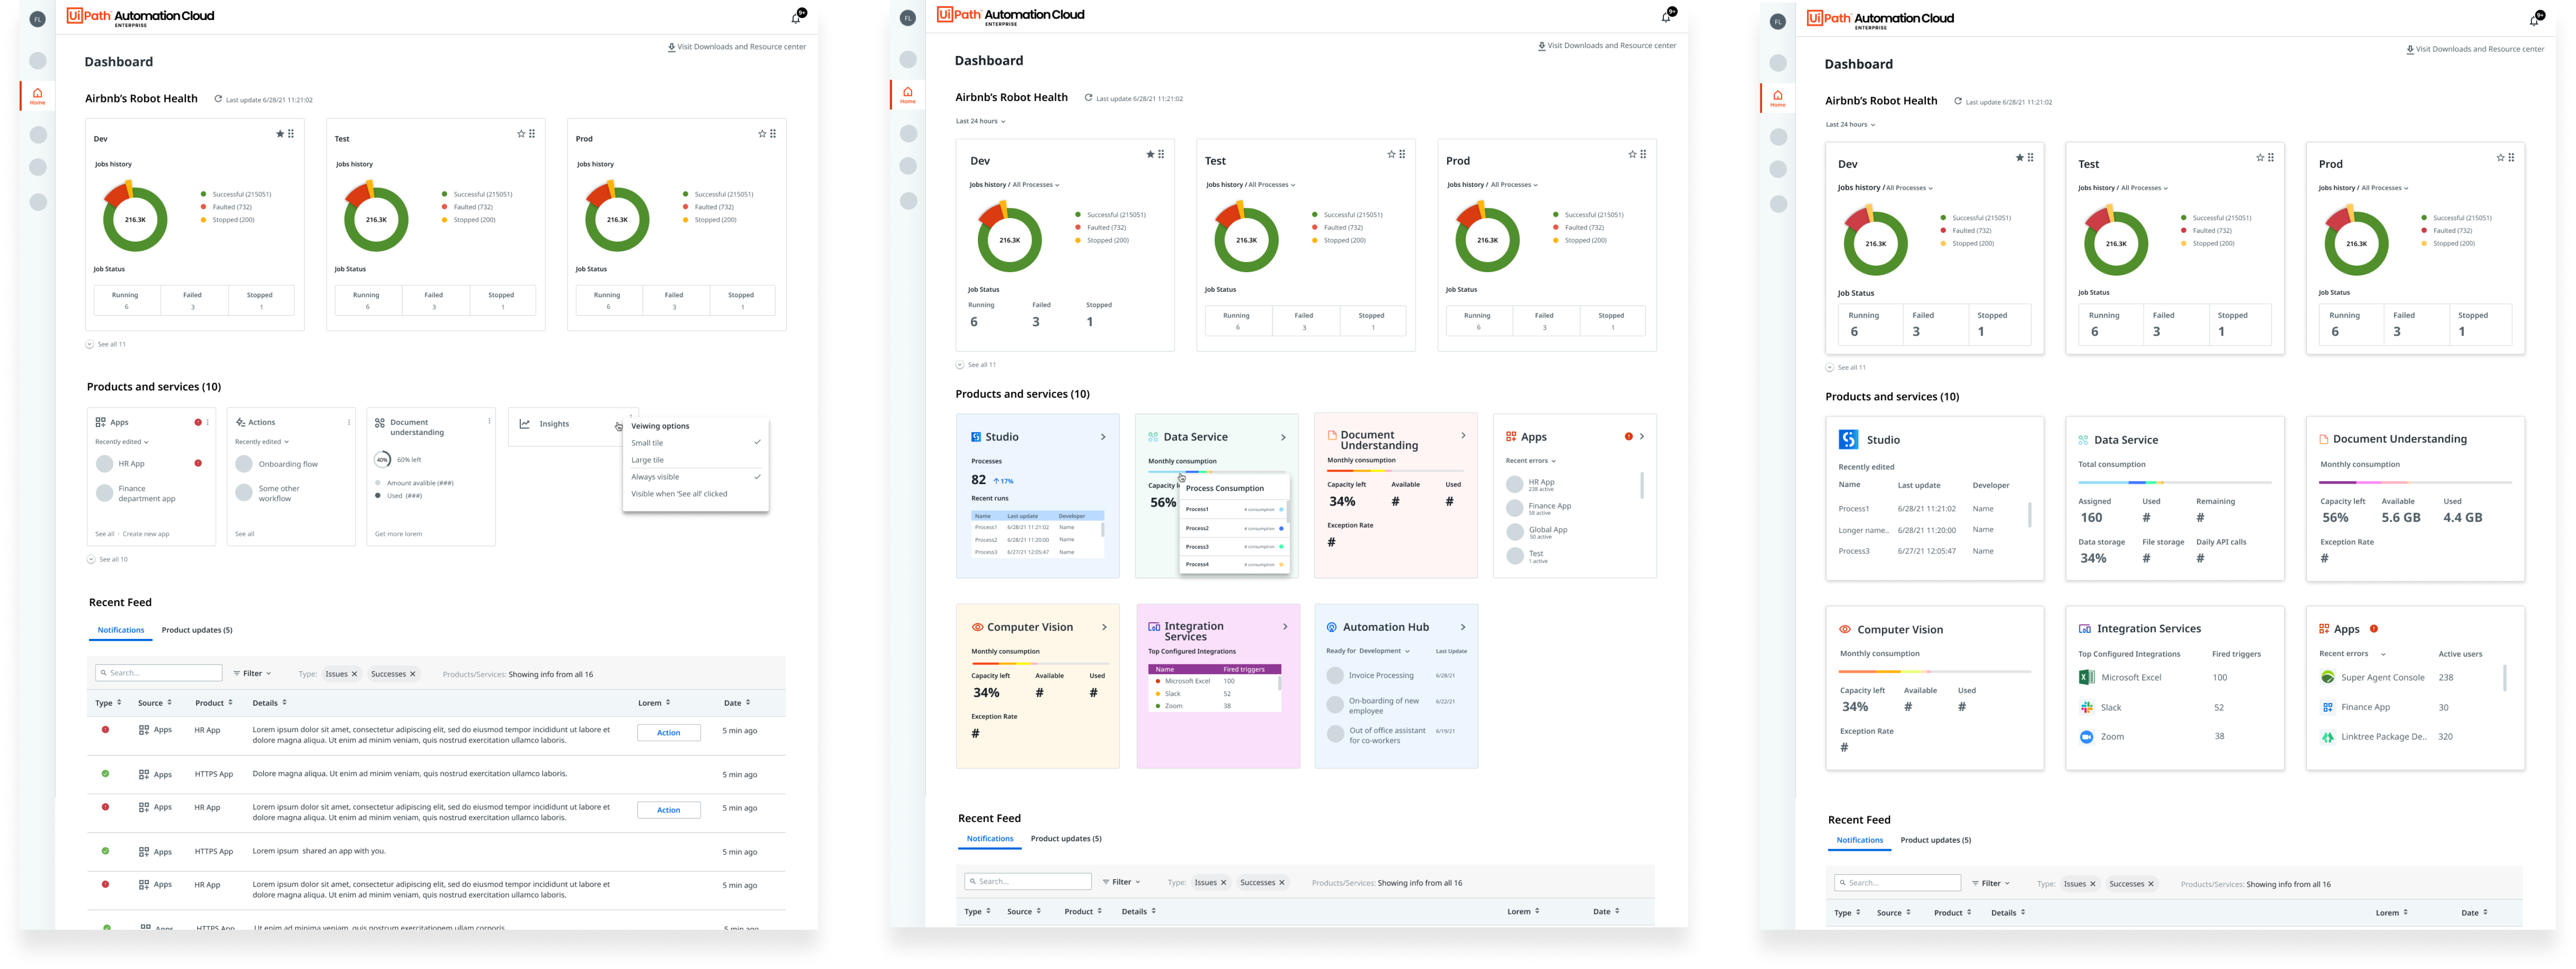 FL
UiPath Automation Cloud
ENTERPRISE
9+
Visit Downloads and Resource center
Dashboard
Home
Airbnb's Robot Health
Last update 6/28/21 11:21:02
Dev
Jobs history
216.3K
Successful (215051)
Faulted (732)
Stopped (200)
Job Status
Running
Failed
Stopped
6
3
1
Test
Jobs history
216.3K
Successful (215051)
Faulted (732)
Stopped (200)
Job Status
Running
Failed
Stopped
6
3
1
Prod
Jobs history
216.3K
Successful (215051)
Faulted (732)
Stopped (200)
Job Status
Running
Failed
Stopped
6
3
1
See all 11
Products and services (10)
Apps
Recently edited
HR App
Finance
department app
See all · Create new app
Actions
Recently edited
Onboarding flow
Some other
workflow
See all
Document
understanding
40%
60% left
Amount avalible (###)
Used (###)
Get more lorem
Insights
Veiwing options
Small tile
Large tile
Always visible
Visible when 'See all' clicked
See all 10
Recent Feed
Notifications
Product updates (5)
Search...
Filter
Type:
Issues
Successes
Products/Services: Showing info from all 16
Type
Source
Product
Details
Lorem
Date
Apps
HR App
Lorem ipsum dolor sit amet, consectetur adipiscing elit, sed do eiusmod tempor incididunt ut labore et
dolore magna aliqua. Ut enim ad minim veniam, quis nostrud exercitation ullamco laboris.
Action
5 min ago
Apps
HTTPS App
Dolore magna aliqua. Ut enim ad minim veniam, quis nostrud exercitation ullamco laboris.
5 min ago
Apps
HR App
Lorem ipsum dolor sit amet, consectetur adipiscing elit, sed do eiusmod tempor incididunt ut labore et
dolore magna aliqua. Ut enim ad minim veniam, quis nostrud exercitation ullamco laboris.
Action
5 min ago
Apps
HTTPS App
Lorem ipsum shared an app with you.
5 min ago
Apps
HR App
Lorem ipsum dolor sit amet, consectetur adipiscing elit, sed do eiusmod tempor incididunt ut labore et
dolore magna aliqua. Ut enim ad minim veniam, quis nostrud exercitation ullamco laboris.
5 min ago
Apps
HTTPS App
Ut enim ad minima veniam, quis nostrum exercitationem ullam corporis
5 min ago
FL
UiPath Automation Cloud
ENTERPRISE
9+
Visit Downloads and Resource center
Dashboard
Home
Airbnb's Robot Health
Last update 6/28/21 11:21:02
Last 24 hours
Dev
Jobs history / All Processes
216.3K
Successful (215051)
Faulted (732)
Stopped (200)
Job Status
Running
Failed
Stopped
6
3
1
Test
Jobs history / All Processes
216.3K
Successful (215051)
Faulted (732)
Stopped (200)
Job Status
Running
Failed
Stopped
6
3
1
Prod
Jobs history / All Processes
216.3K
Successful (215051)
Faulted (732)
Stopped (200)
Job Status
Running
Failed
Stopped
6
3
1
See all 11
Products and services (10)
Studio
Processes
82
17%
Recent runs
Name
Last update
Developer
Process1
6/28/21 11:21:02
Name
Process2
6/28/21 11:20:00
Name
Process3
6/27/21 12:05:47
Name
Data Service
Monthly consumption
Capacity l
56%
Process Consumption
Process1
# consumption
Process2
# consumption
Process3
# consumption
Process4
# consumption
Document
Understanding
Monthly consumption
Capacity left
Available
Used
34%
#
#
Exception Rate
#
Apps
Recent errors
HR App
238 active
Finance App
58 active
Global App
50 active
Test
1 active
Computer Vision
Monthly consumption
Capacity left
Available
Used
34%
#
#
Exception Rate
#
Integration
Services
Top Configured Integrations
Name
Fired triggers
Microsoft Excel
100
Slack
52
Zoom
38
Automation Hub
Ready for Development
Last Update
Invoice Processing
6/28/21
On-boarding of new
employee
6/22/21
Out of office assistant
for co-workers
6/19/21
Recent Feed
Notifications
Product updates (5)
Search...
Filter
Type:
Issues
Successes
Products/Services: Showing info from all 16
Type
Source
Product
Details
Lorem
Date
FL
UiPath Automation Cloud
ENTERPRISE
9+
Visit Downloads and Resource center
Dashboard
Home
Airbnb's Robot Health
Last update 6/28/21 11:21:02
Last 24 hours
Dev
Jobs history / All Processes
216.3K
Successful (215051)
Faulted (732)
Stopped (200)
Job Status
Running
Failed
Stopped
6
3
1
Test
Jobs history / All Processes
216.3K
Successful (215051)
Faulted (732)
Stopped (200)
Job Status
Running
Failed
Stopped
6
3
1
Prod
Jobs history / All Processes
216.3K
Successful (215051)
Faulted (732)
Stopped (200)
Job Status
Running
Failed
Stopped
6
3
1
See all 11
Products and services (10)
Studio
Recently edited
Name
Last update
Developer
Process1
6/28/21 11:21:02
Name
Longer name..
6/28/21 11:20:00
Name
Process3
6/27/21 12:05:47
Name
Data Service
Total consumption
Assigned
Used
Remaining
160
#
#
Data storage
File storage
Daily API calls
34%
#
#
Document Understanding
Monthly consumption
Capacity left
Available
Used
56%
5.6 GB
4.4 GB
Exception Rate
#
Computer Vision
Monthly consumption
Capacity left
Available
Used
34%
#
#
Exception Rate
#
Integration Services
Top Configured Integrations
Fired triggers
Microsoft Excel
100
Slack
52
Zoom
38
Apps
Recent errors
Active users
Super Agent Console
238
Finance App
30
Linktree Package De..
320
Recent Feed
Notifications
Product updates (5)
Search...
Filter
Type:
Issues
Successes
Products/Services: Showing info from all 16
Type
Source
Product
Details
Lorem
Date